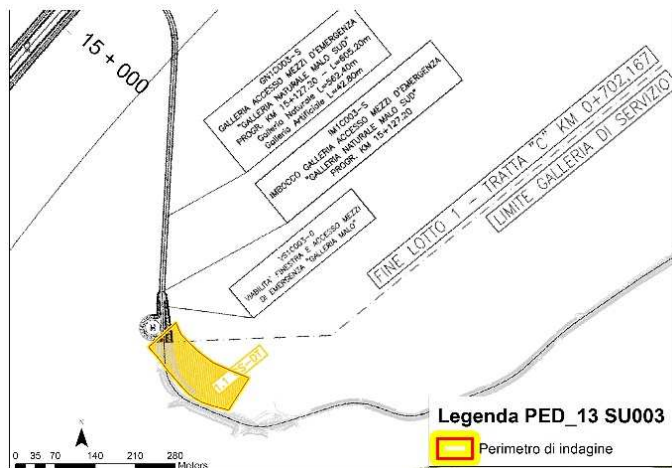 15 + 000
GN1C003-S
GALLERIA ACCESSO MEZZI D'EMERGENZA
"GALLERIA NATURALE MALO SUD"
PROGR. KM 15+127.20 - L=605.20m
Galleria Naturale L=562.40m
Galleria Artificiale L=42.80m
IM1C003-S
IMBOCCO GALLERIA ACCESSO MEZZI D'EMERGENZA
"GALLERIA NATURALE MALO SUD"
PROGR. KM 15+127.20
VS1C003-0
VIABILITA' FINESTRA E ACCESSO MEZZI
DI EMERGENZA "GALLERIA MALO"
FINE LOTTO 1 - TRATTA "C" KM 0+702,167
LIMITE GALLERIA DI SERVIZIO
E
Legenda PED_13 SU003
Perimetro di indagine
N
0 35 70 140 210 280
Meters